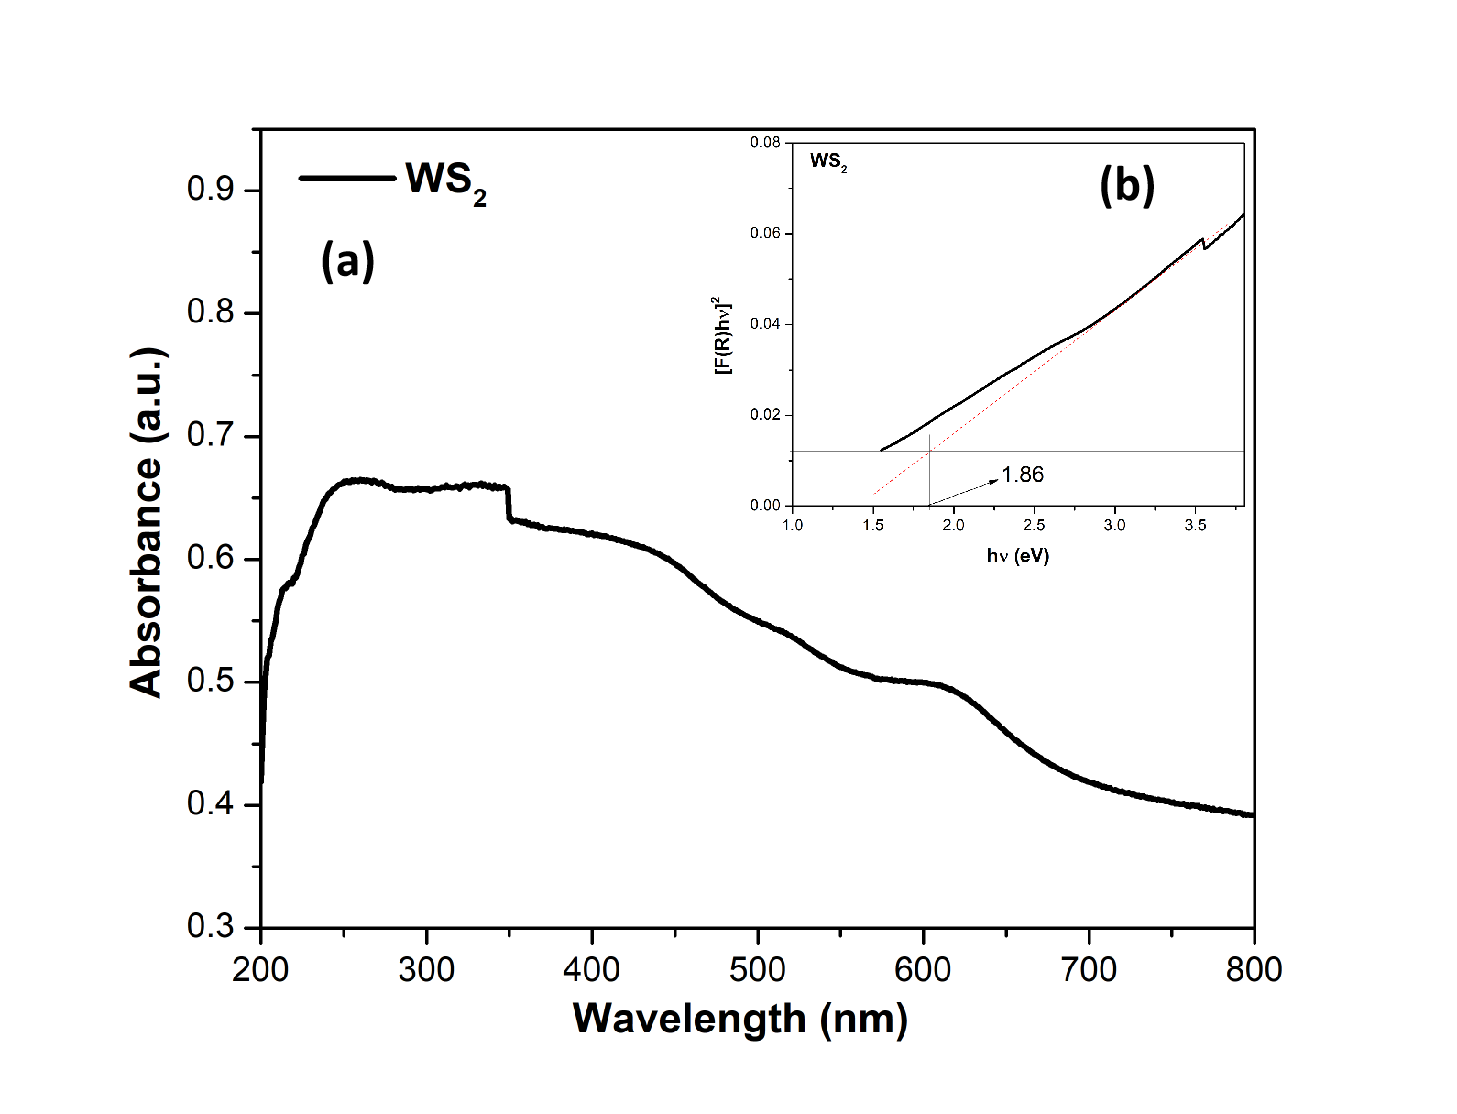 WS2
(a)
0.9
0.8
0.7
0.6
0.5
0.4
0.3
Absorbance (a.u.)
200 300 400 500 600 700 800
Wavelength (nm)
WS2
(b)
0.08
0.06
0.04
0.02
0.00
[F(R)hν]²
1.86
1.0 1.5 2.0 2.5 3.0 3.5
hν (eV)